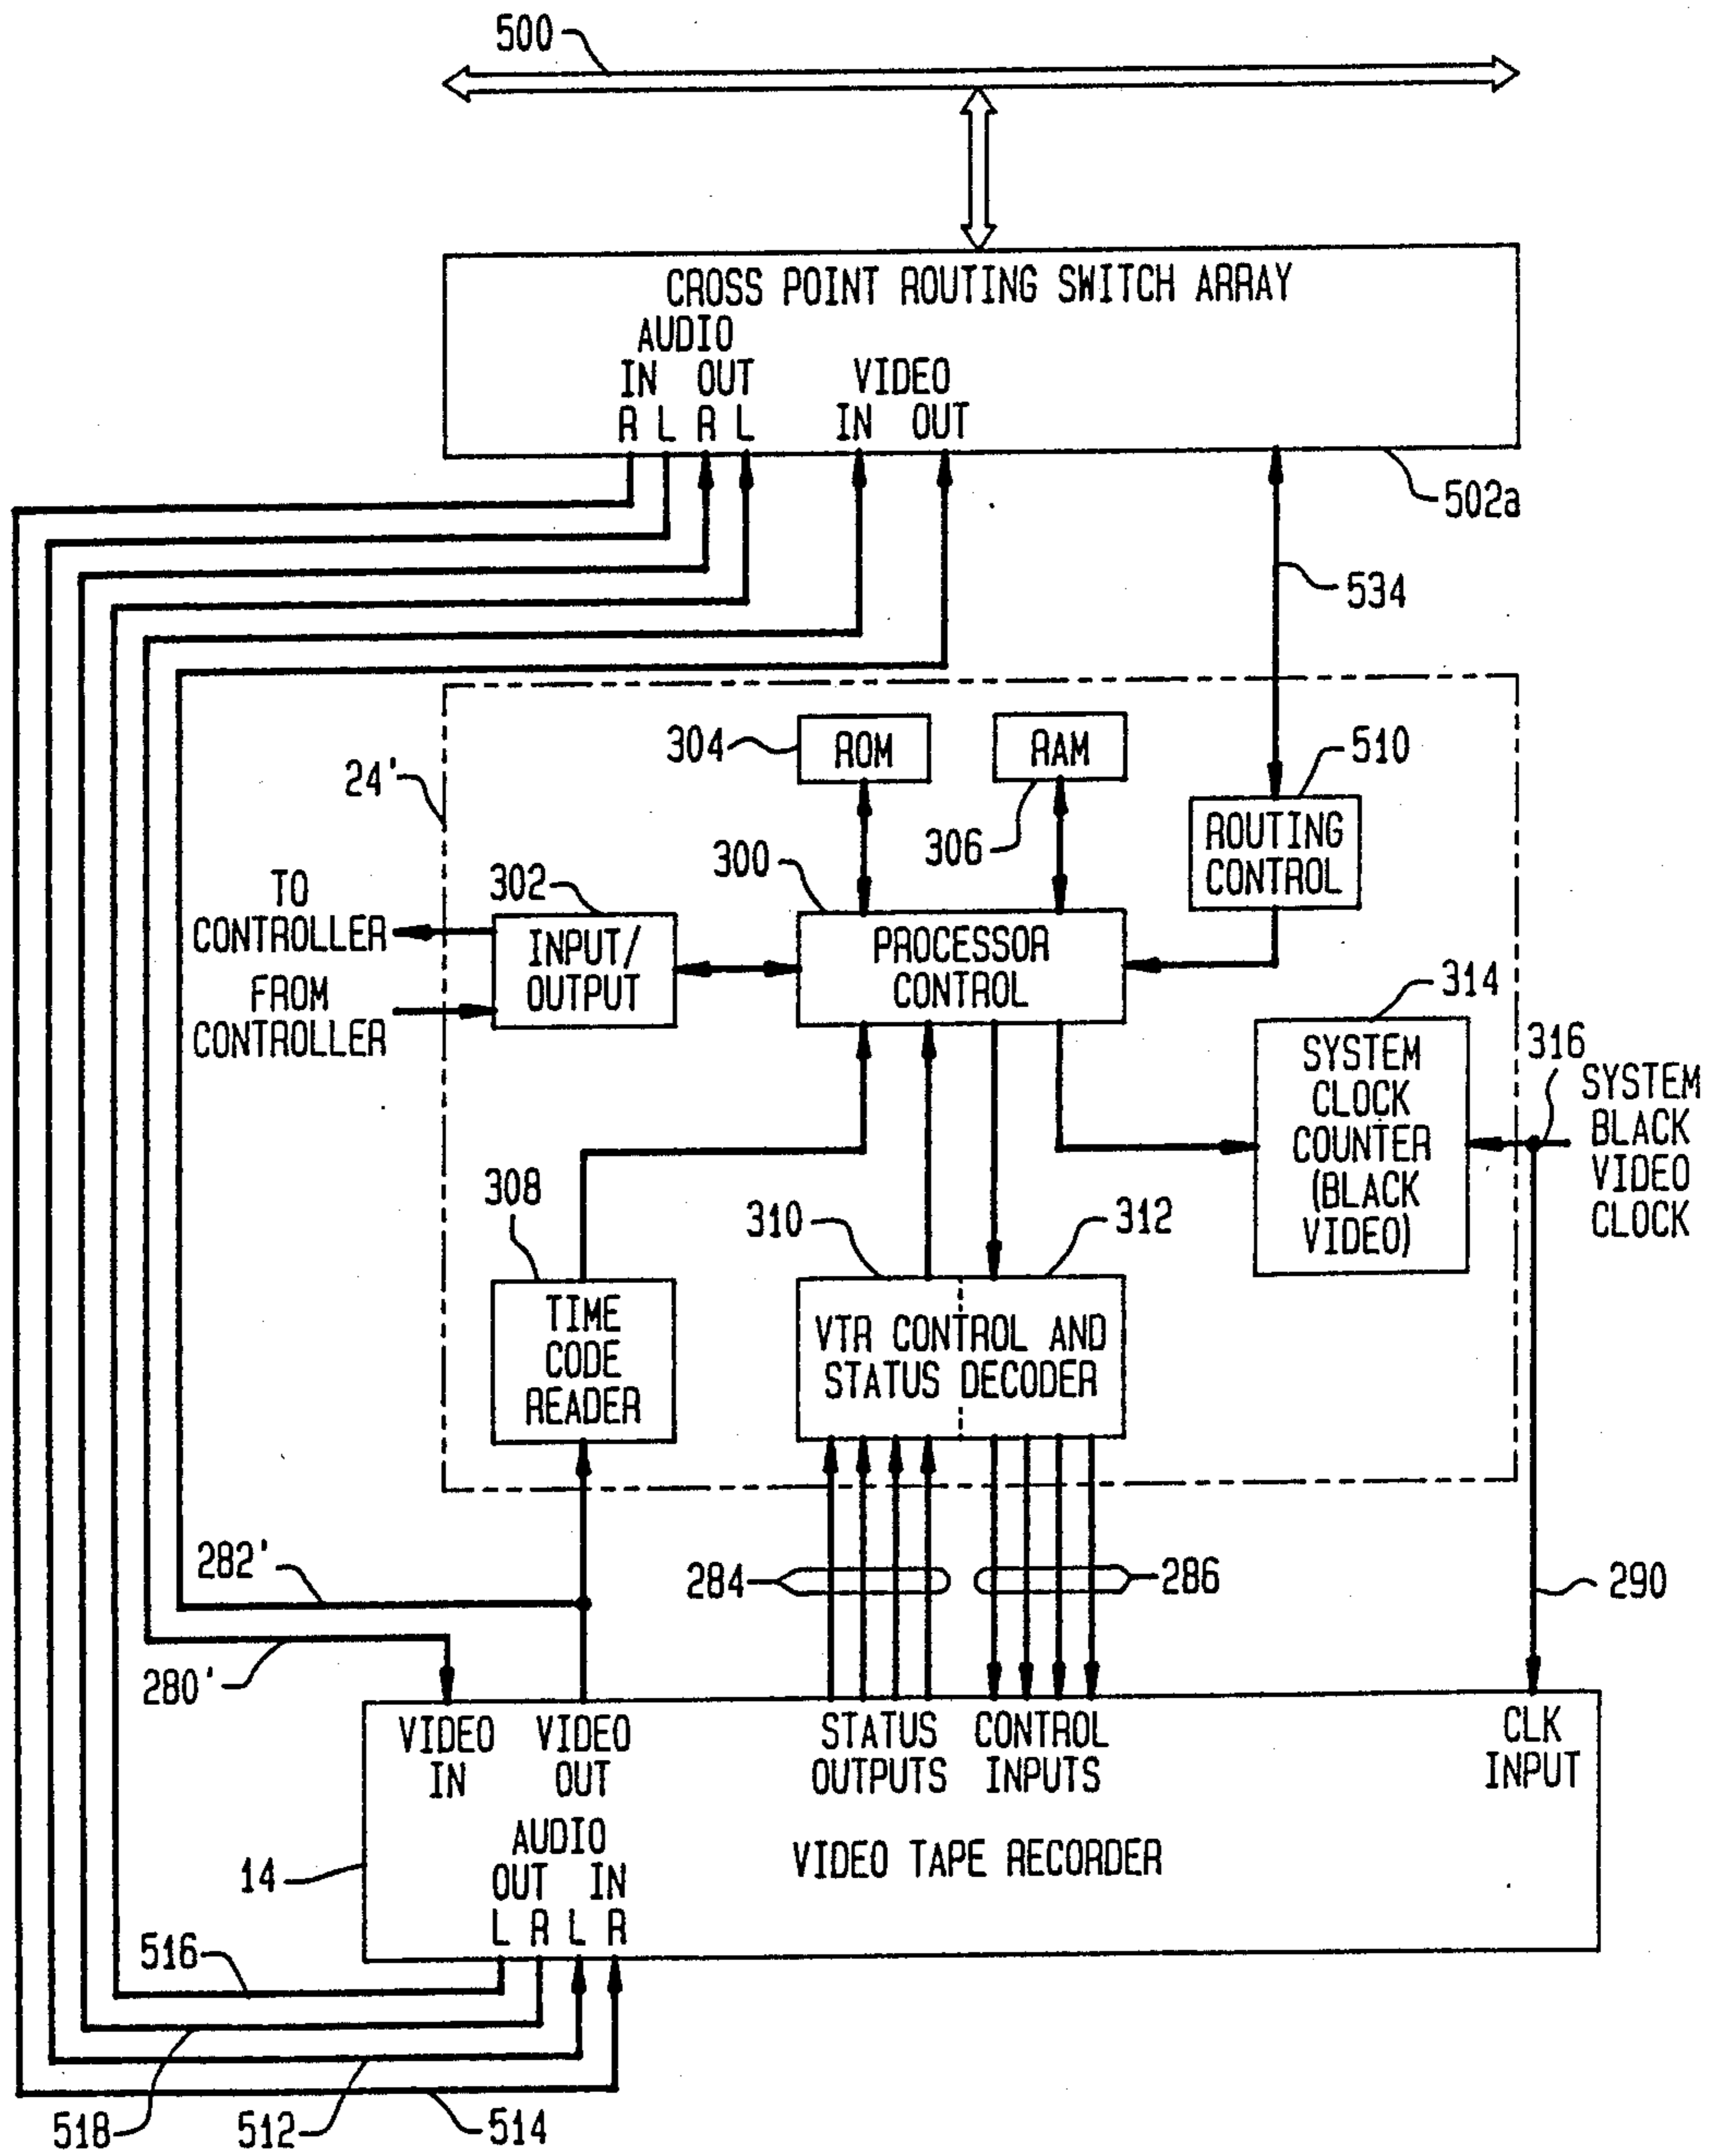 500
CROSS POINT ROUTING SWITCH ARRAY
AUDIO
IN OUT
R L R L
VIDEO
IN OUT
502a
534
24'
304
ROM
RAM
306
510
ROUTING
CONTROL
300
302
TO
CONTROLLER
FROM
CONTROLLER
INPUT/
OUTPUT
PROCESSOR
CONTROL
314
SYSTEM
CLOCK
COUNTER
(BLACK
VIDEO)
316
SYSTEM
BLACK
VIDEO
CLOCK
308
TIME
CODE
READER
310
312
VTR CONTROL AND
STATUS DECODER
282'
280'
284
286
290
VIDEO
IN
VIDEO
OUT
STATUS
OUTPUTS
CONTROL
INPUTS
CLK
INPUT
AUDIO
OUT IN
L R L R
VIDEO TAPE RECORDER
14
516
518
512
514